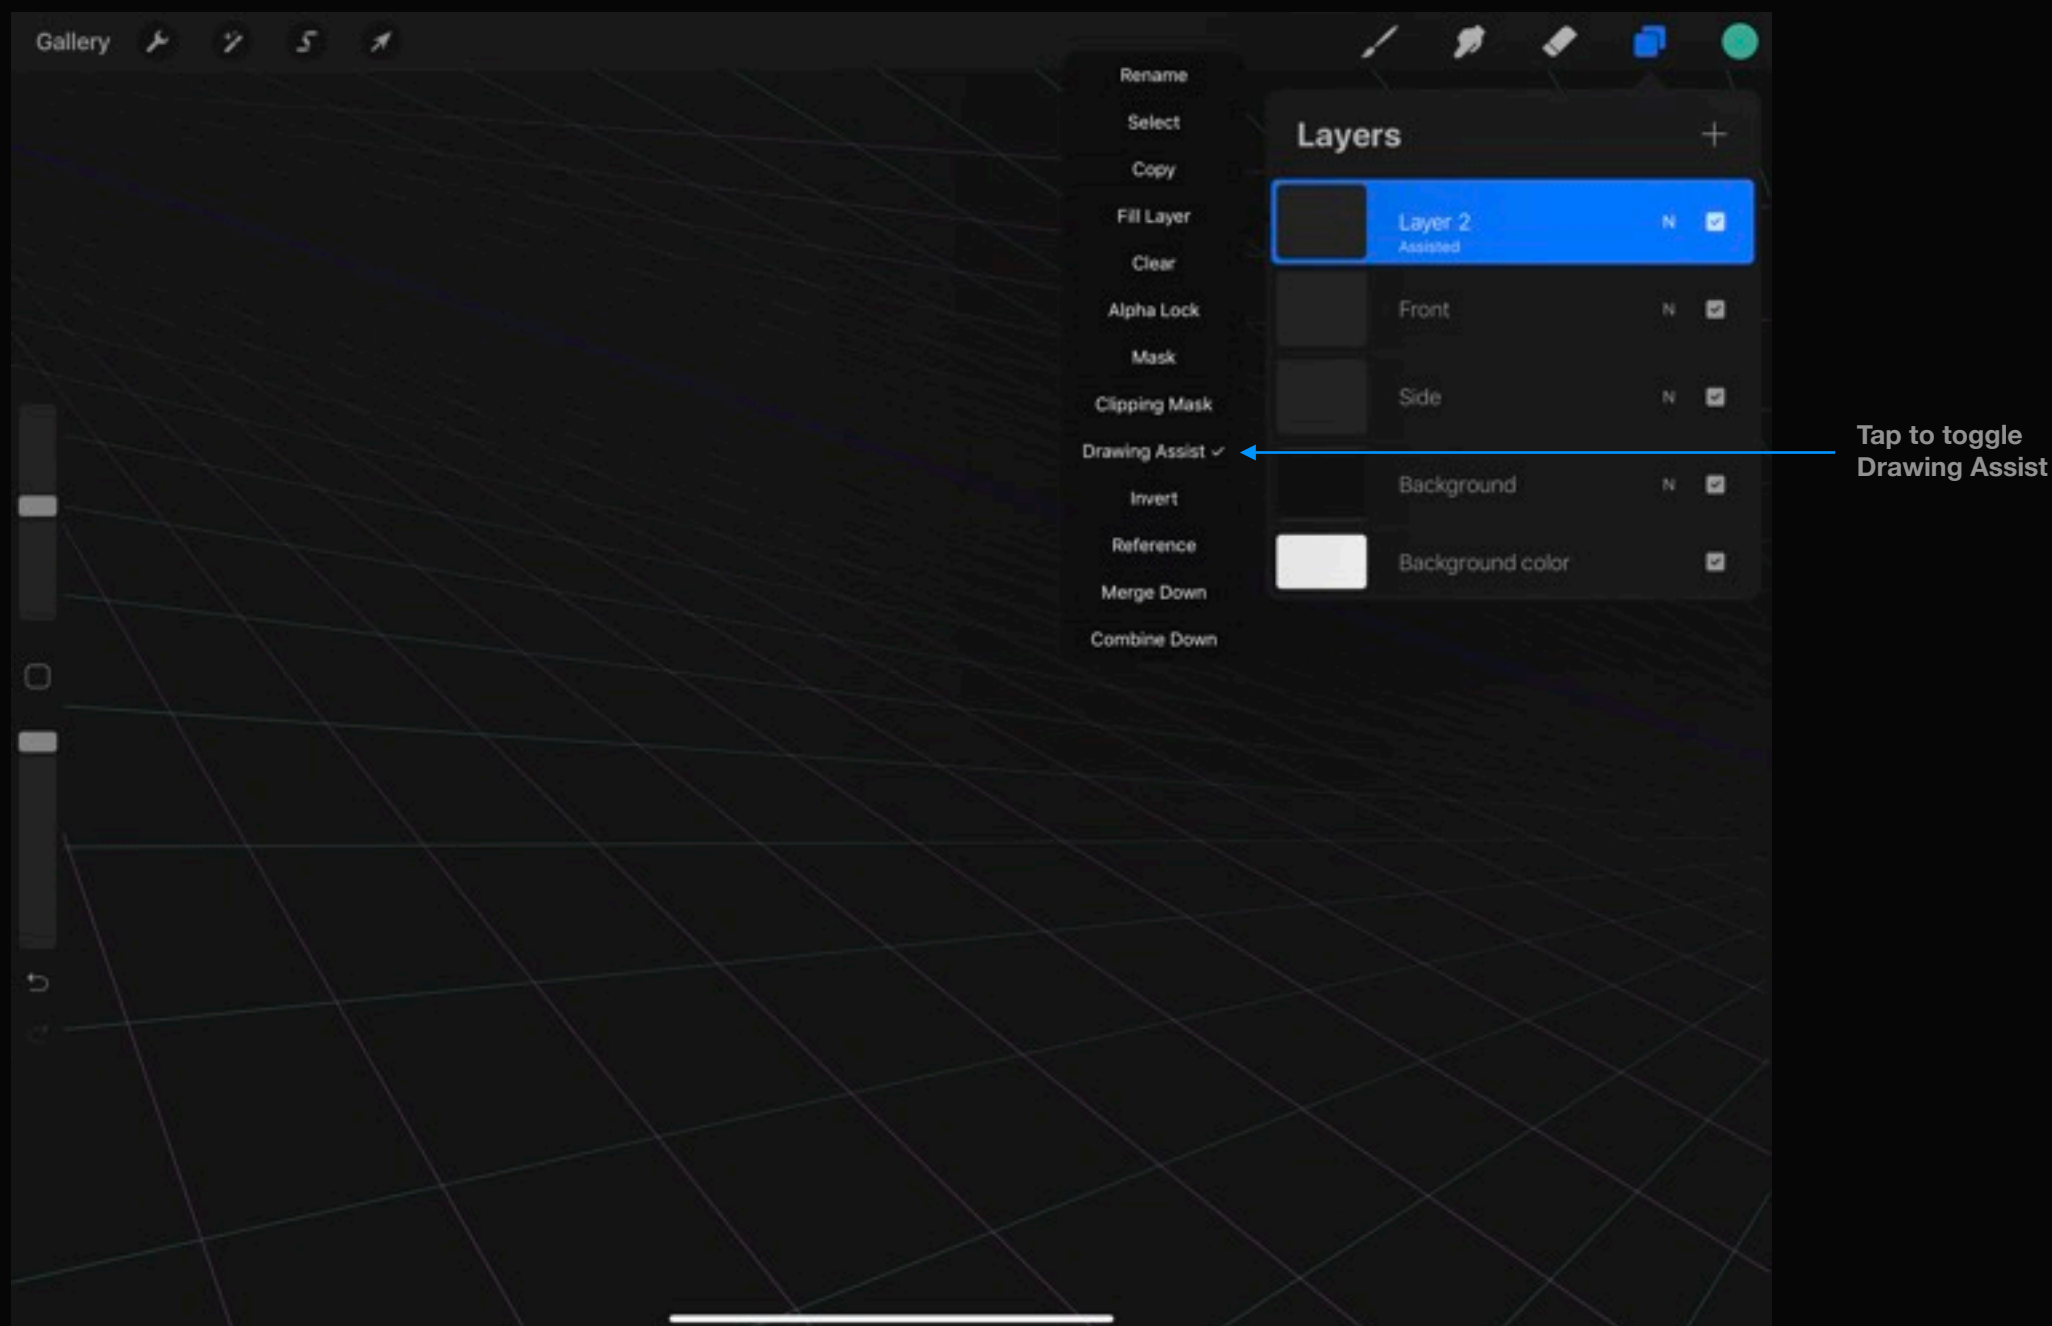 Gallery
Rename
Select
Copy
Fill Layer
Clear
Alpha Lock
Mask
Clipping Mask
Drawing Assist ✓
Invert
Reference
Merge Down
Combine Down
Layers
Layer 2 N
Assisted
Front N
Side N
Background N
Background color
Tap to toggle
Drawing Assist